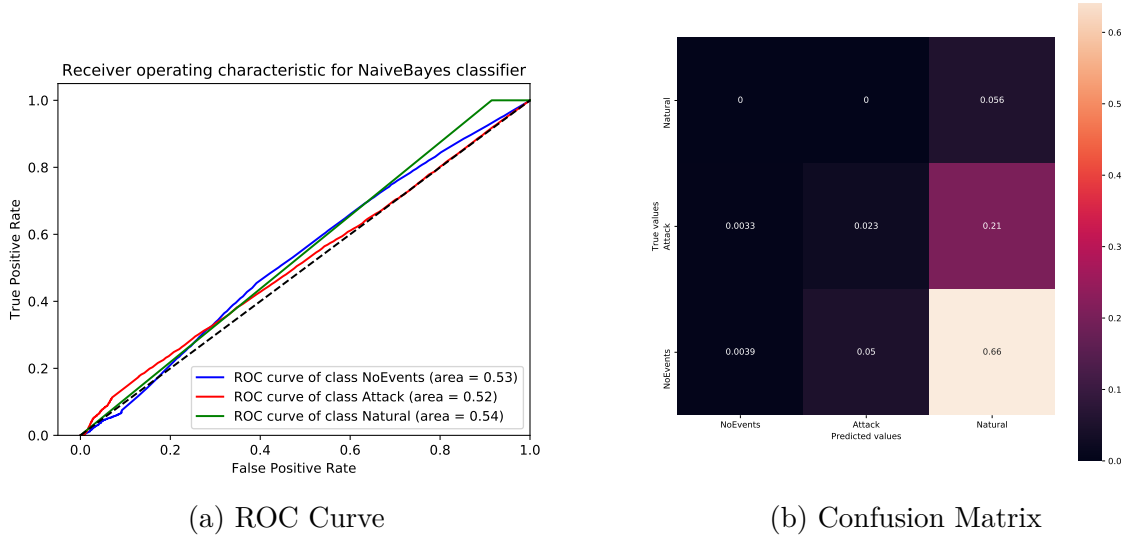 Receiver operating characteristic for NaiveBayes classifier
1.0
0.8
0.6
0.4
0.2
0.0
True Positive Rate
0.0 0.2 0.4 0.6 0.8 1.0
False Positive Rate
ROC curve of class NoEvents (area = 0.53)
ROC curve of class Attack (area = 0.52)
ROC curve of class Natural (area = 0.54)
(a) ROC Curve
True values
Natural
Attack
NoEvents
0 0 0.056
0.0033 0.023 0.21
0.0039 0.05 0.66
NoEvents Attack Natural
Predicted values
0.6
0.5
0.4
0.3
0.2
0.1
0.0
(b) Confusion Matrix